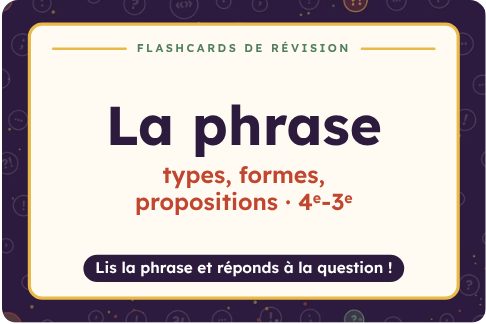 FLASHCARDS DE RÉVISION
La phrase
types, formes,
propositions · 4ᵉ-3ᵉ
Lis la phrase et réponds à la question !